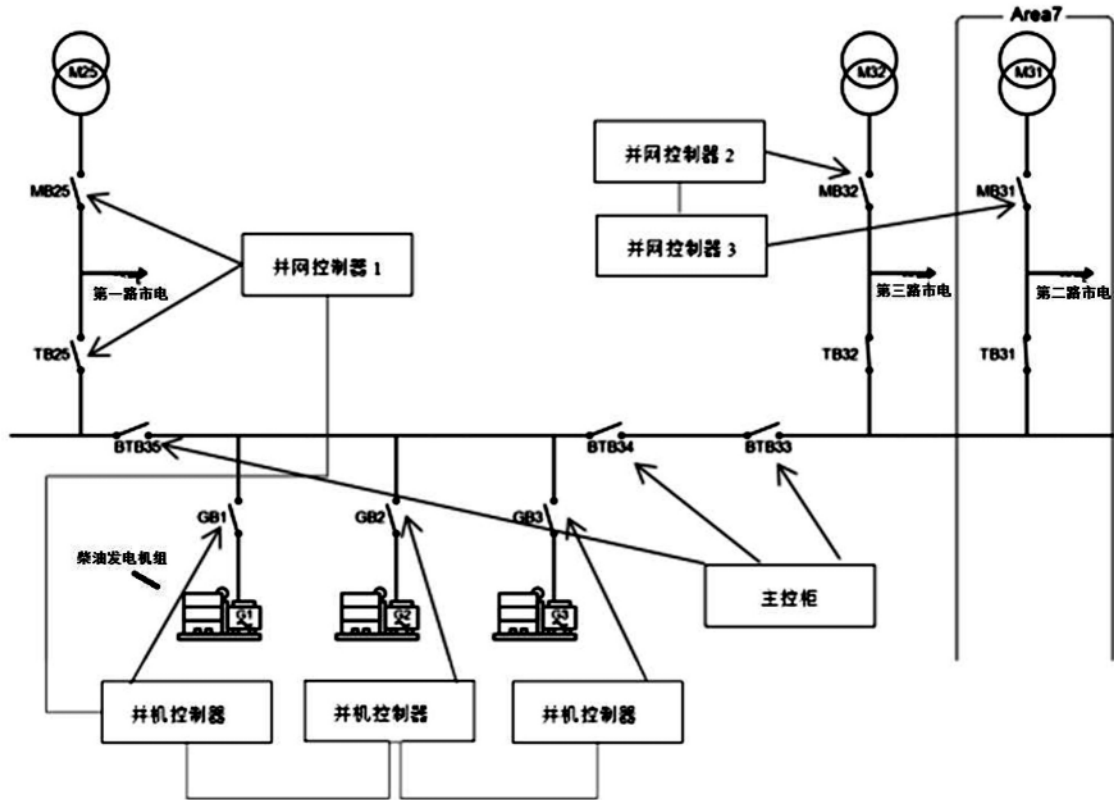 Area7
M25
M32
M31
并网控制器 2
MB25
MB32
MB31
并网控制器 3
并网控制器 1
第一路市电
第三路市电
第二路市电
TB25
TB32
TB31
BTB35
BTB34
BTB33
GB1
GB2
GB3
柴油发电机组
主控柜
G1
G2
G3
并机控制器
并机控制器
并机控制器